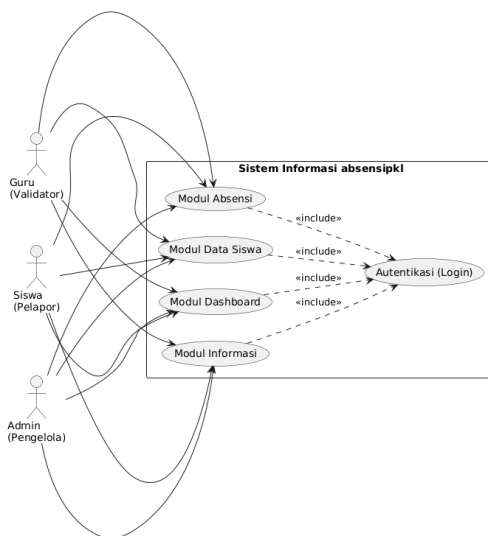 Sistem Informasi absensipkl
Guru
(Validator)
Modul Absensi
«include»
Modul Data Siswa
«include»
Autentikasi (Login)
Siswa
(Pelapor)
Modul Dashboard
«include»
«include»
Modul Informasi
Admin
(Pengelola)